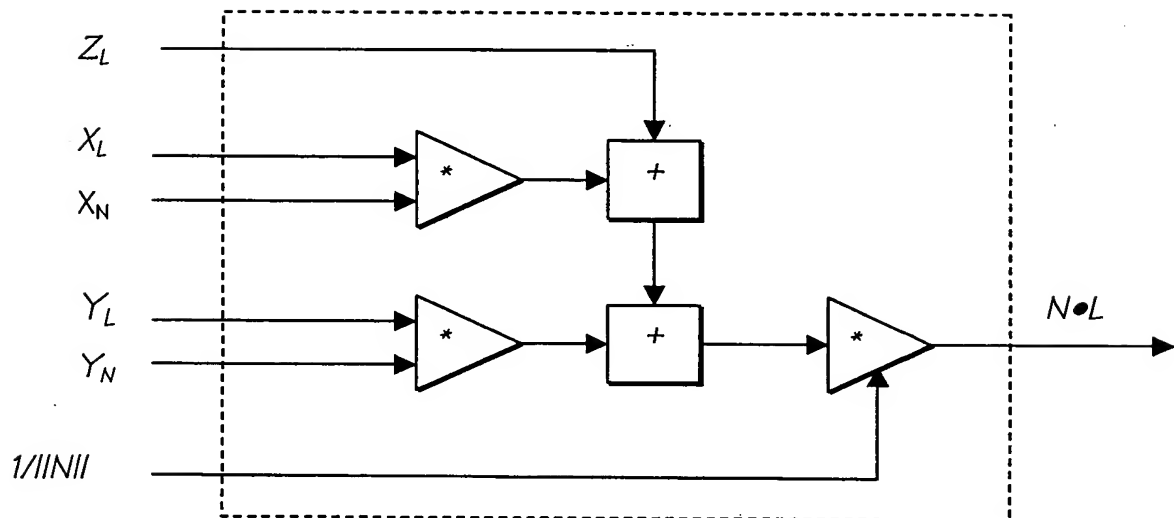 Z_L
X_L
* +
X_N
Y_L
N●L
* + *
Y_N
1/||N||